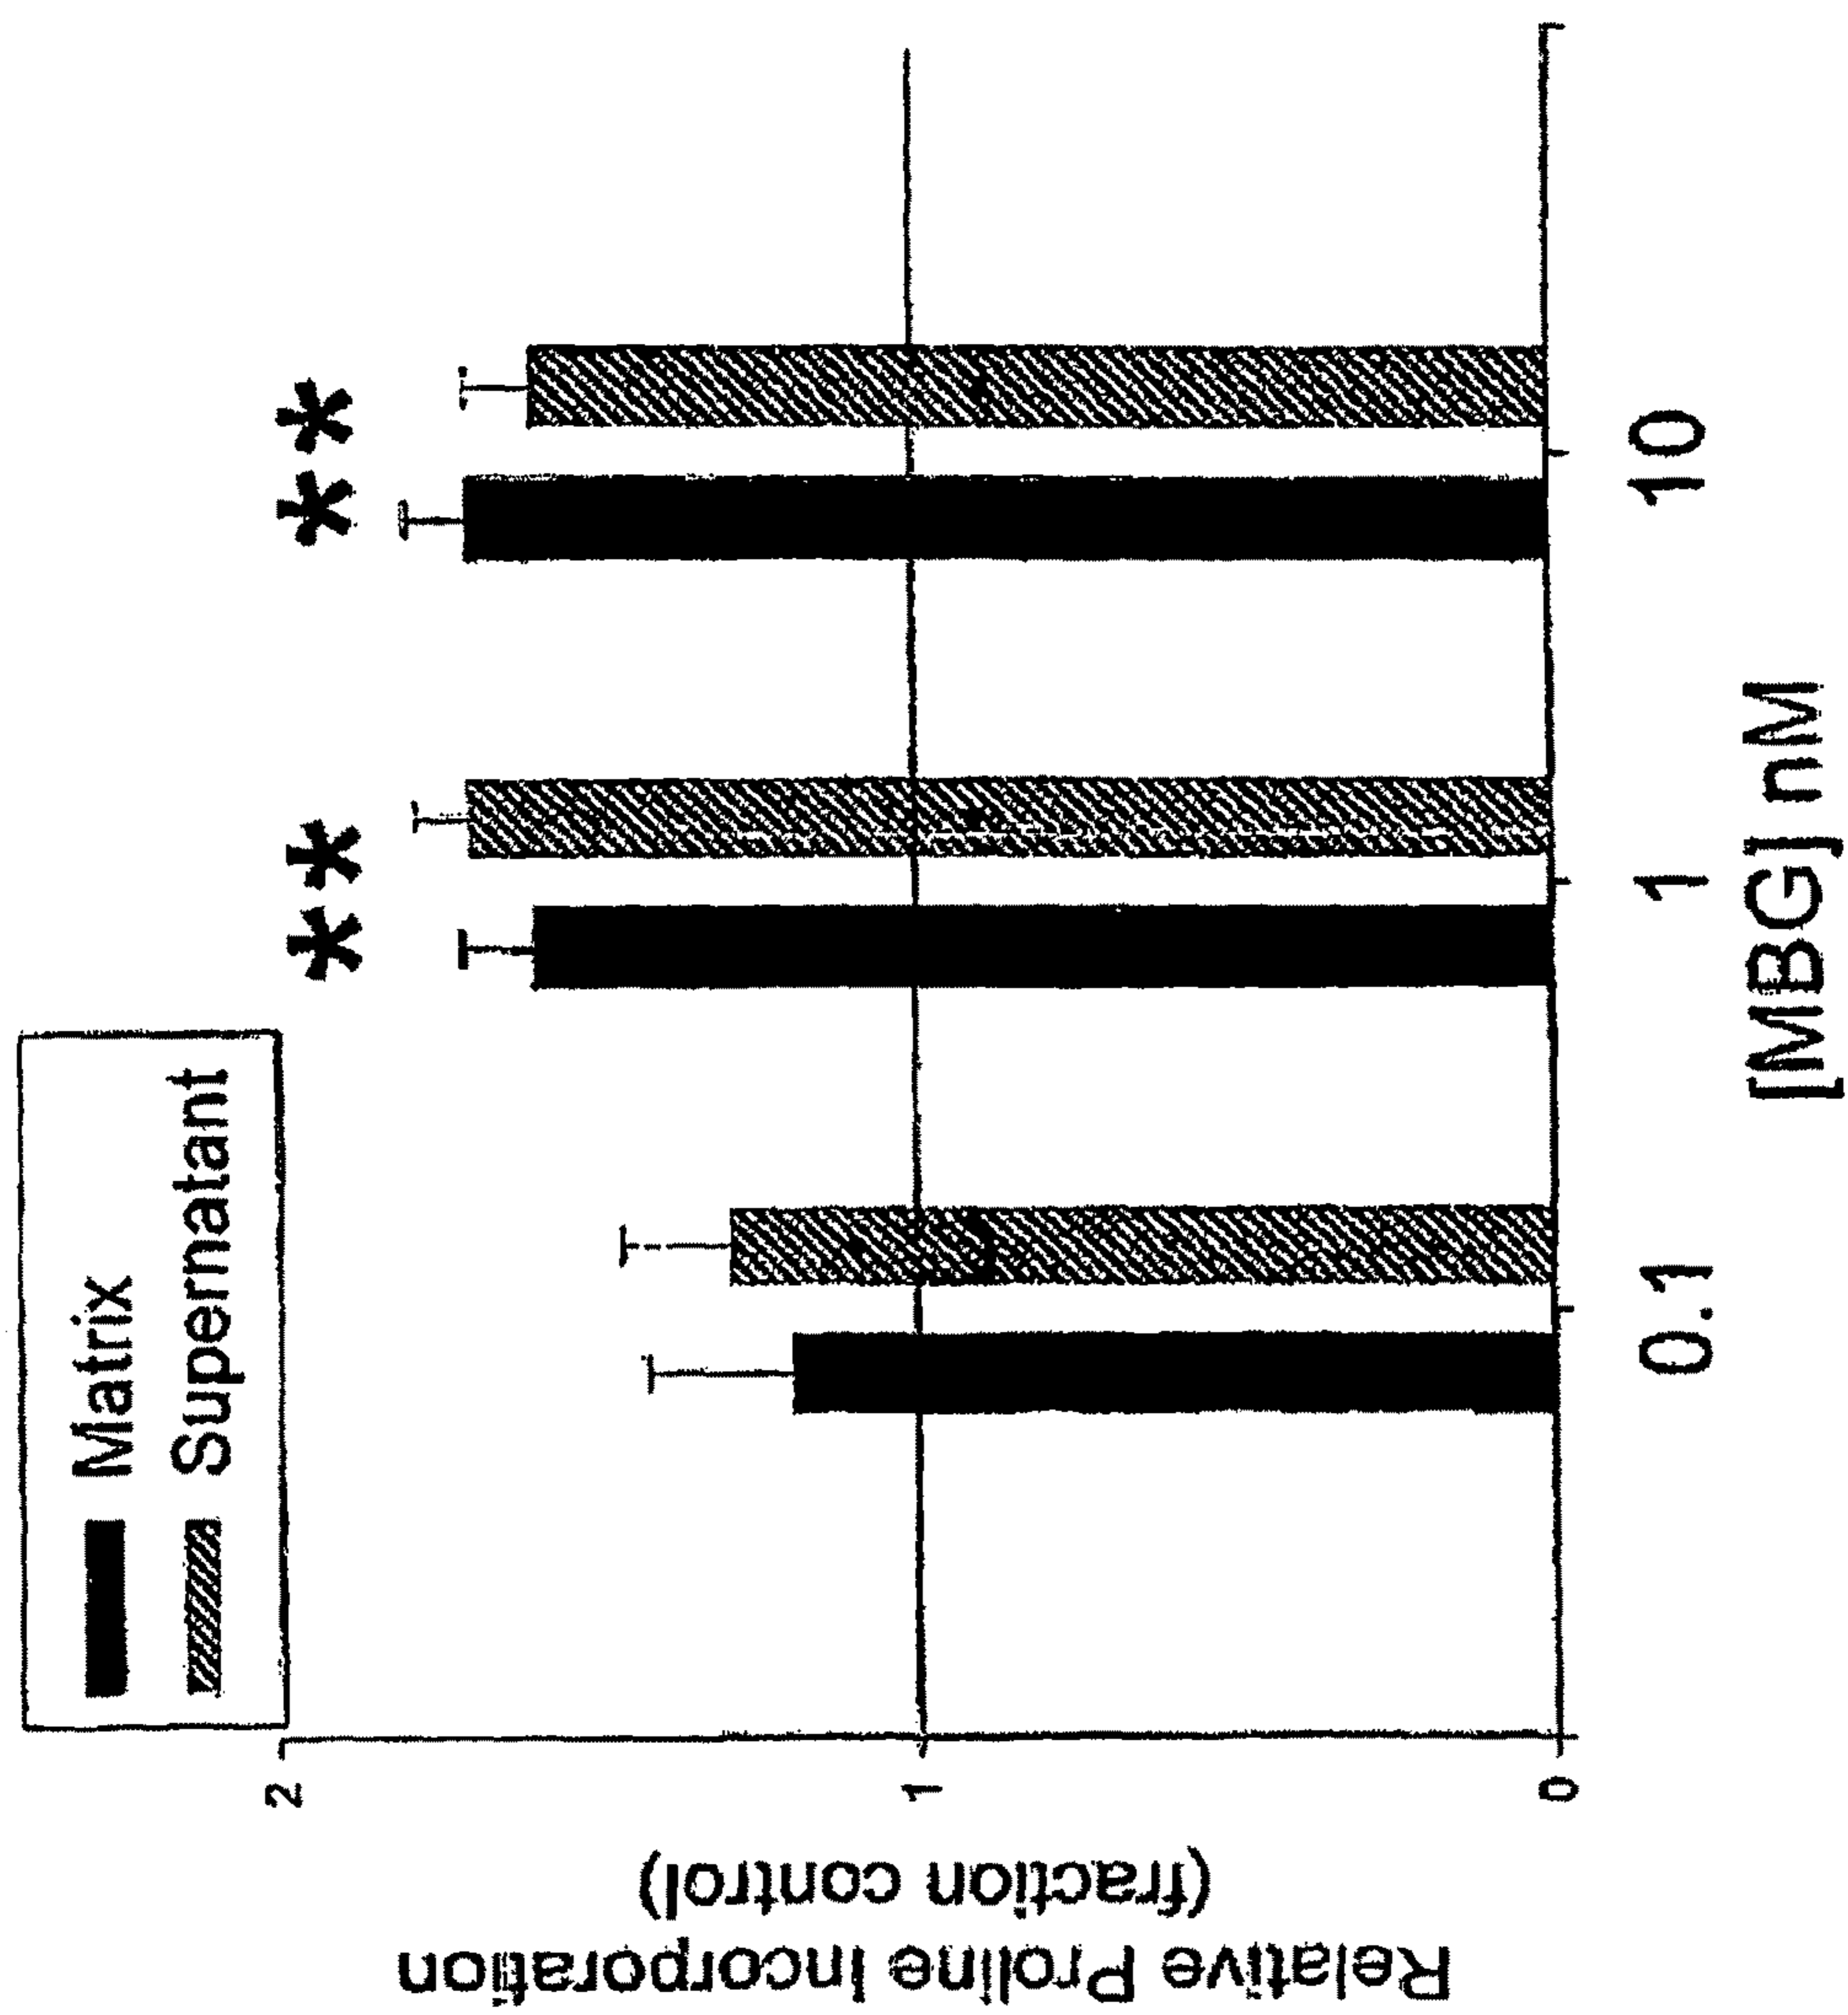 Matrix
Supernatant
**
**
2
1
0
Relative Proline Incorporation
(fraction control)
0.1
1
10
[MBG] nM